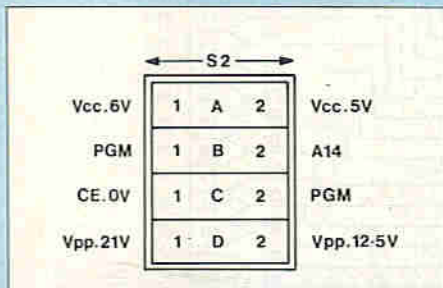 S2
Vcc.6V 1 A 2 Vcc.5V
PGM 1 B 2 A14
CE.0V 1 C 2 PGM
Vpp.21V 1 D 2 Vpp.12·5V